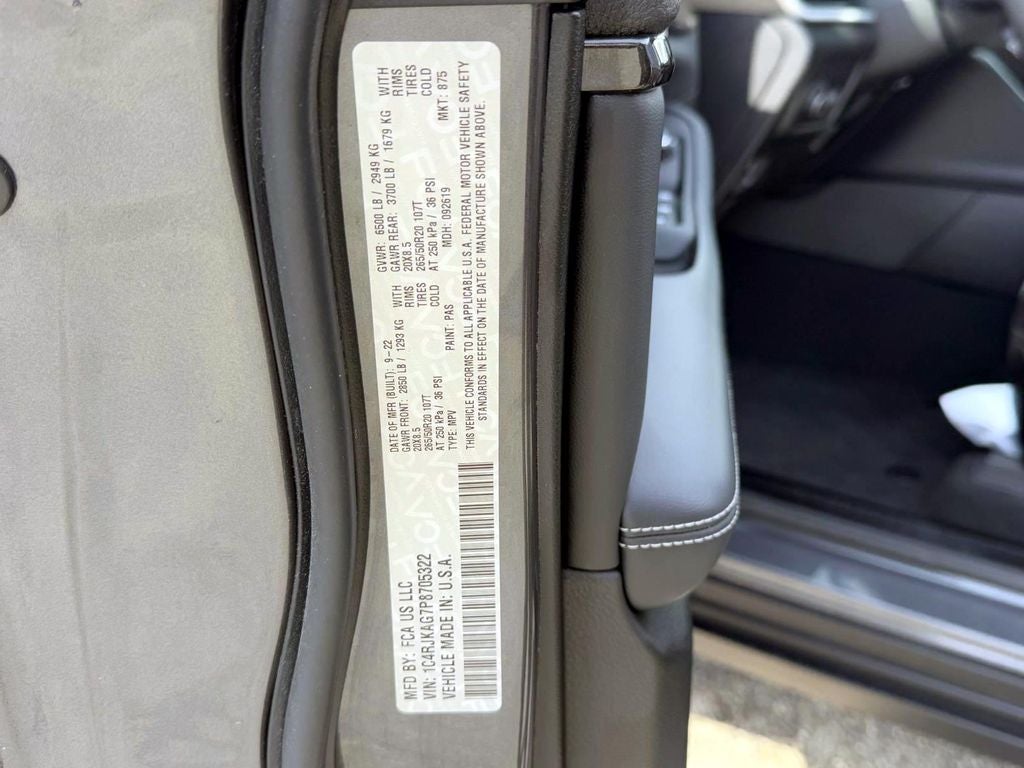 MFD BY: FCA US LLC
VIN: 1C4RJKAG7P8705322
VEHICLE MADE IN: U.S.A.
DATE OF MFR (BUILT): 9-22
GAWR FRONT: 2850 LB / 1293 KG WITH
20X8.5 RIMS
265/50R20 107T TIRES
AT 250 kPa / 36 PSI COLD
TYPE: MPV PAINT: PAS
GVWR: 6500 LB / 2949 KG
GAWR REAR: 3700 LB / 1679 KG WITH
20X8.5 RIMS
265/50R20 107T TIRES
AT 250 kPa / 36 PSI COLD
MDH: 092619 MKT: 875
THIS VEHICLE CONFORMS TO ALL APPLICABLE U.S.A. FEDERAL MOTOR VEHICLE SAFETY
STANDARDS IN EFFECT ON THE DATE OF MANUFACTURE SHOWN ABOVE.